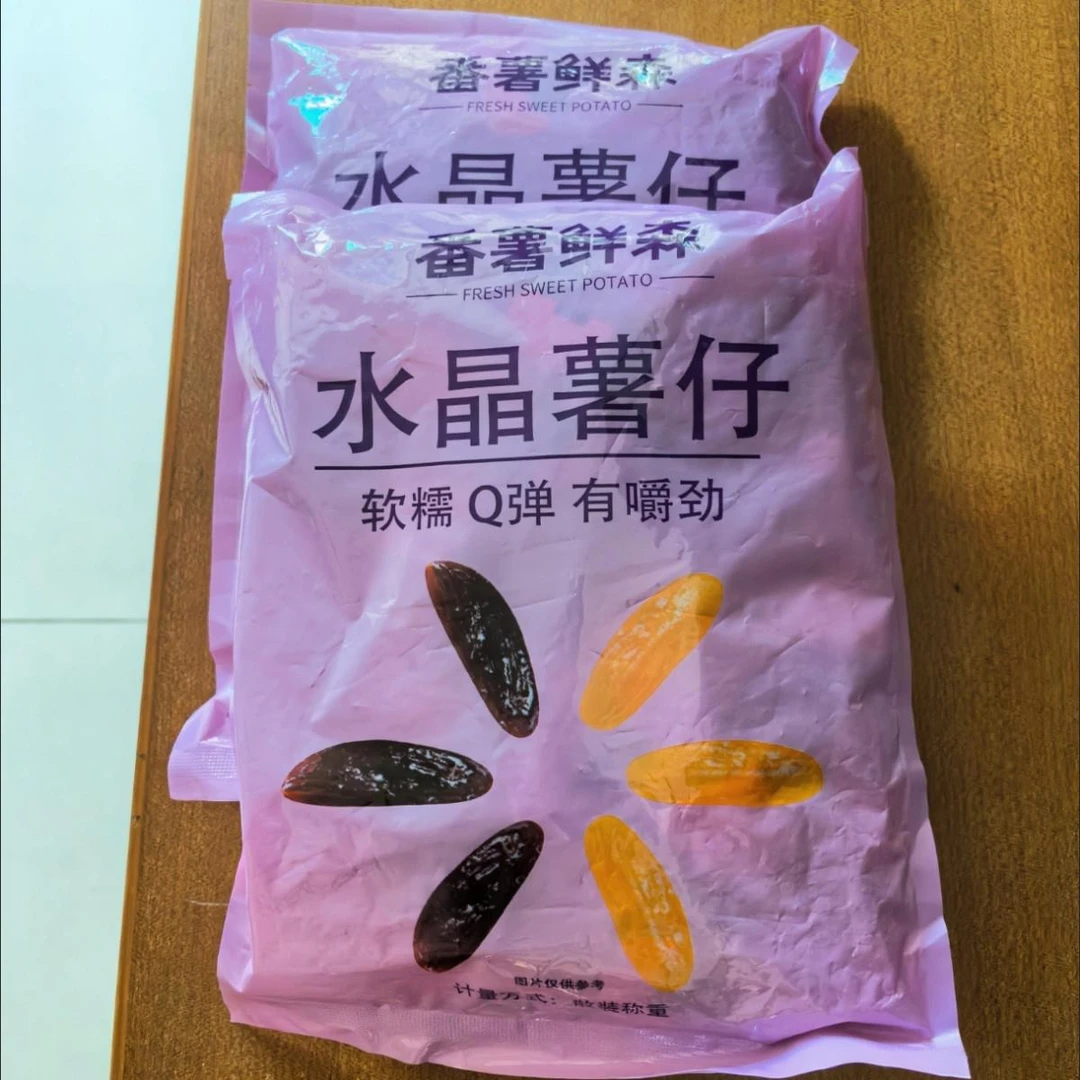 番薯鲜森
FRESH SWEET POTATO
水晶薯仔
番薯鲜森
FRESH SWEET POTATO
水晶薯仔
软糯 Q弹 有嚼劲
图片仅供参考
计量方式：散装称重